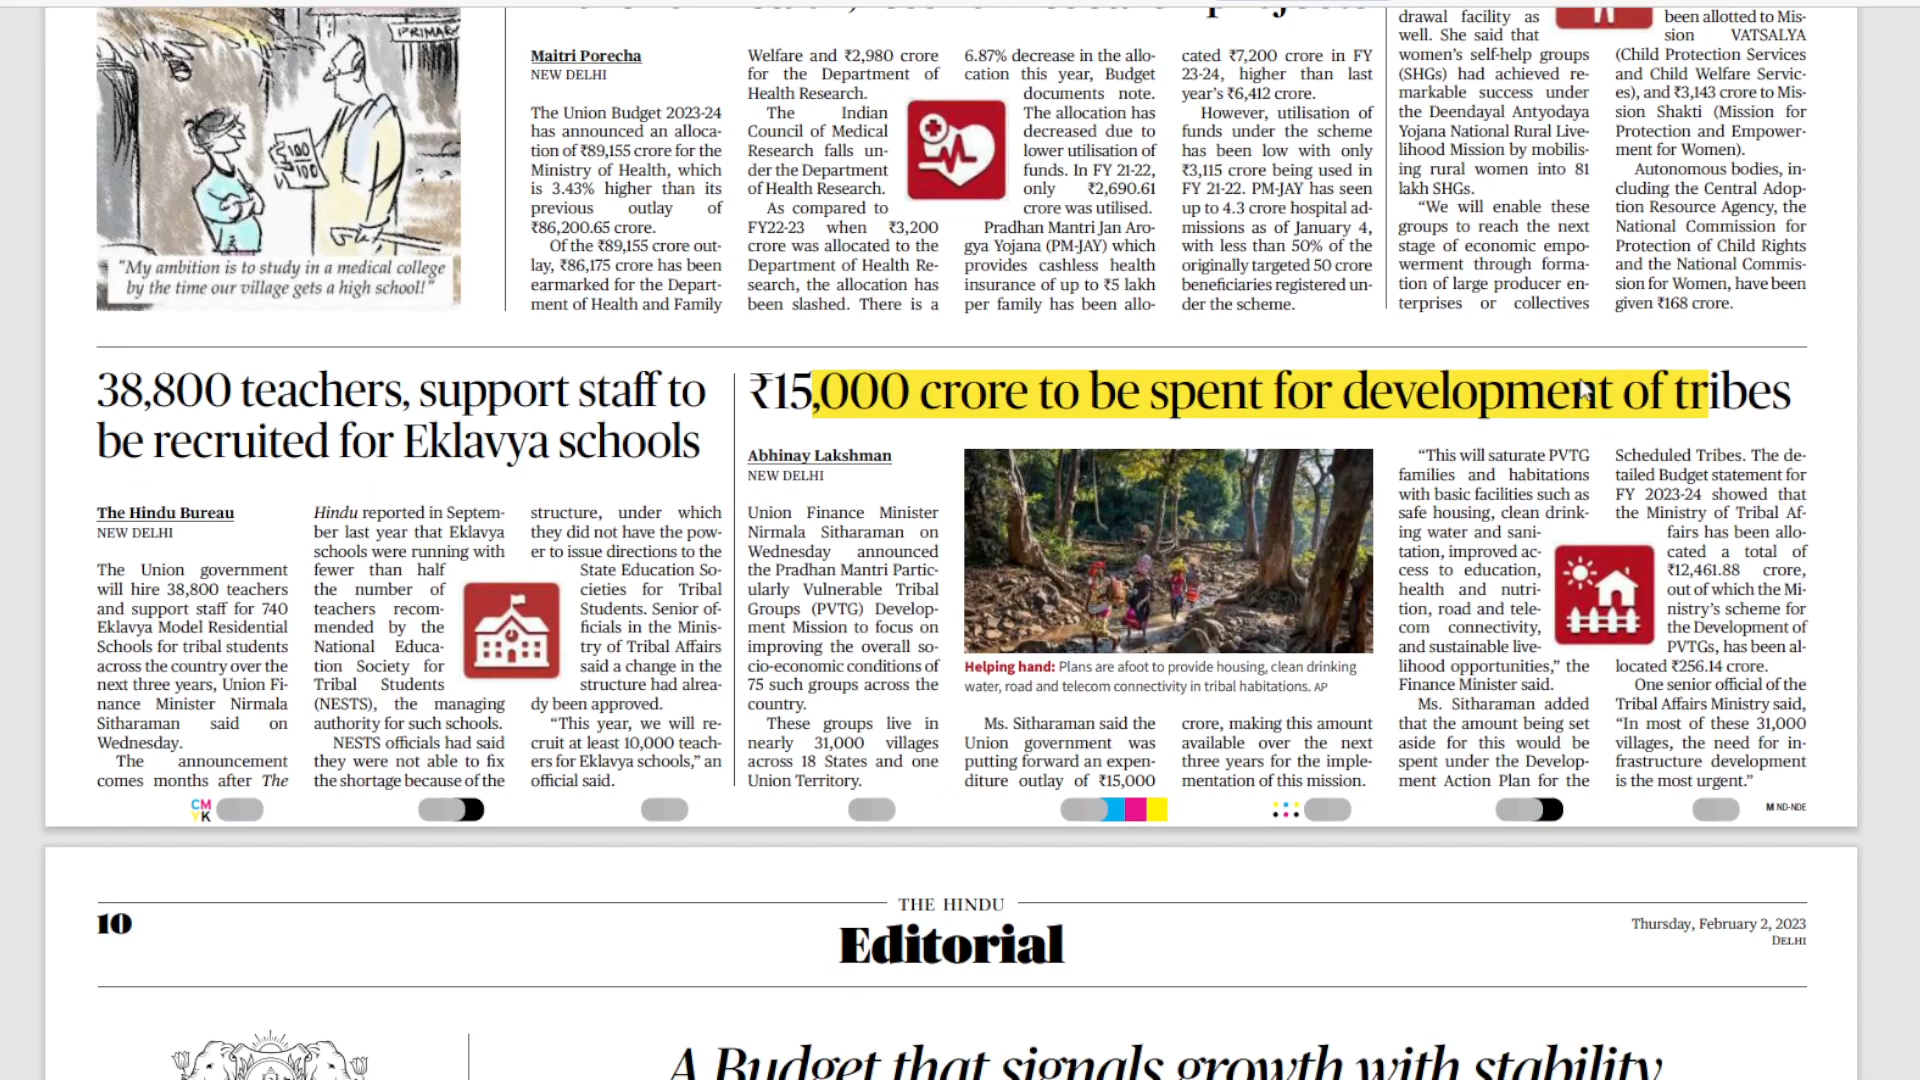 PRIMARY
100
100
"My ambition is to study in a medical college
by the time our village gets a high school!"
Maitri Porecha
NEW DELHI
The Union Budget 2023-24
has announced an alloca-
tion of ₹89,155 crore for the
Ministry of Health, which
is 3.43% higher than its
previous outlay of
₹86,200.65 crore.
Of the ₹89,155 crore out-
lay, ₹86,175 crore has been
earmarked for the Depart-
ment of Health and Family
Welfare and ₹2,980 crore
for the Department of
Health Research.
The Indian
Council of Medical
Research falls un-
der the Department
of Health Research.
As compared to
FY22-23 when ₹3,200
crore was allocated to the
Department of Health Re-
search, the allocation has
been slashed. There is a
6.87% decrease in the allo-
cation this year, Budget
documents note.
The allocation has
decreased due to
lower utilisation of
funds. In FY 21-22,
only ₹2,690.61
crore was utilised.
Pradhan Mantri Jan Aro-
gya Yojana (PM-JAY) which
provides cashless health
insurance of up to ₹5 lakh
per family has been allo-
cated ₹7,200 crore in FY
23-24, higher than last
year's ₹6,412 crore.
However, utilisation of
funds under the scheme
has been low with only
₹3,115 crore being used in
FY 21-22. PM-JAY has seen
up to 4.3 crore hospital ad-
missions as of January 4,
with less than 50% of the
originally targeted 50 crore
beneficiaries registered un-
der the scheme.
drawal facility as
well. She said that
women's self-help groups
(SHGs) had achieved re-
markable success under
the Deendayal Antyodaya
Yojana National Rural Live-
lihood Mission by mobilis-
ing rural women into 81
lakh SHGs.
"We will enable these
groups to reach the next
stage of economic empo-
werment through forma-
tion of large producer en-
terprises or collectives
been allotted to Mis-
sion VATSALYA
(Child Protection Services
and Child Welfare Servic-
es), and ₹3,143 crore to Mis-
sion Shakti (Mission for
Protection and Empower-
ment for Women).
Autonomous bodies, in-
cluding the Central Adop-
tion Resource Agency, the
National Commission for
Protection of Child Rights
and the National Commis-
sion for Women, have been
given ₹168 crore.
38,800 teachers, support staff to
be recruited for Eklavya schools
The Hindu Bureau
NEW DELHI
The Union government
will hire 38,800 teachers
and support staff for 740
Eklavya Model Residential
Schools for tribal students
across the country over the
next three years, Union Fi-
nance Minister Nirmala
Sitharaman said on
Wednesday.
The announcement
comes months after The
Hindu reported in Septem-
ber last year that Eklavya
schools were running with
fewer than half
the number of
teachers recom-
mended by the
National Educa-
tion Society for
Tribal Students
(NESTS), the managing
authority for such schools.
NESTS officials had said
they were not able to fix
the shortage because of the
structure, under which
they did not have the pow-
er to issue directions to the
State Education So-
cieties for Tribal
Students. Senior of-
ficials in the Minis-
try of Tribal Affairs
said a change in the
structure had alrea-
dy been approved.
"This year, we will re-
cruit at least 10,000 teach-
ers for Eklavya schools," an
official said.
₹15,000 crore to be spent for development of tribes
Abhinay Lakshman
NEW DELHI
Union Finance Minister
Nirmala Sitharaman on
Wednesday announced
the Pradhan Mantri Partic-
ularly Vulnerable Tribal
Groups (PVTG) Develop-
ment Mission to focus on
improving the overall so-
cio-economic conditions of
75 such groups across the
country.
These groups live in
nearly 31,000 villages
across 18 States and one
Union Territory.
Helping hand: Plans are afoot to provide housing, clean drinking
water, road and telecom connectivity in tribal habitations. AP
Ms. Sitharaman said the
Union government was
putting forward an expen-
diture outlay of ₹15,000
crore, making this amount
available over the next
three years for the imple-
mentation of this mission.
"This will saturate PVTG
families and habitations
with basic facilities such as
safe housing, clean drink-
ing water and sani-
tation, improved ac-
cess to education,
health and nutri-
tion, road and tele-
com connectivity,
and sustainable live-
lihood opportunities," the
Finance Minister said.
Ms. Sitharaman added
that the amount being set
aside for this would be
spent under the Develop-
ment Action Plan for the
Scheduled Tribes. The de-
tailed Budget statement for
FY 2023-24 showed that
the Ministry of Tribal Af-
fairs has been allo-
cated a total of
₹12,461.88 crore,
out of which the Mi-
nistry's scheme for
the Development of
PVTGs, has been al-
located ₹256.14 crore.
One senior official of the
Tribal Affairs Ministry said,
"In most of these 31,000
villages, the need for in-
frastructure development
is the most urgent."
CM
YK
M ND-NDE
10
THE HINDU
Editorial
Thursday, February 2, 2023
DELHI
A Budget that signals growth with stability